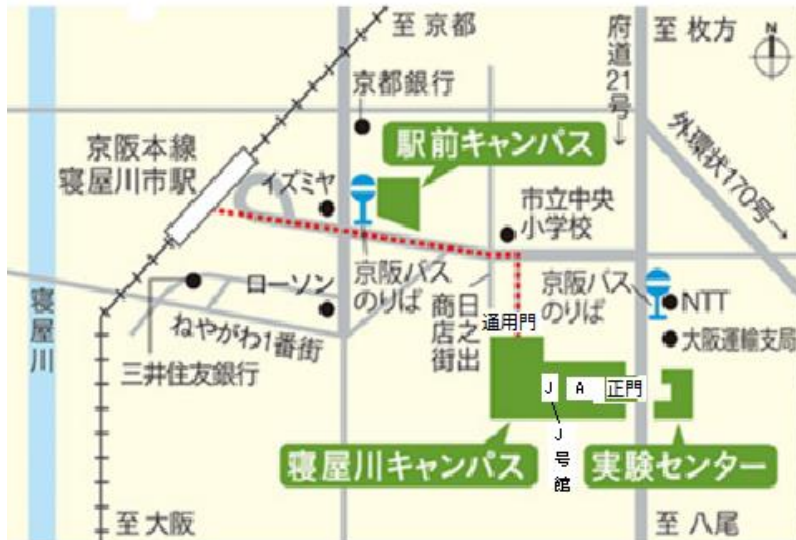 至 京都
府道21号→
至 枚方
N
京都銀行
外環状170号→
京阪本線
寝屋川市駅
イズミヤ
駅前キャンパス
市立中央
小学校
京阪バス
のりば
京阪バス
のりば
NTT
大阪運輸支局
ローソン
日之出
商店街
通用門
寝屋川
ねやがわ1番街
三井住友銀行
J
A
正門
J号館
寝屋川キャンパス
実験センター
至 大阪
至 八尾